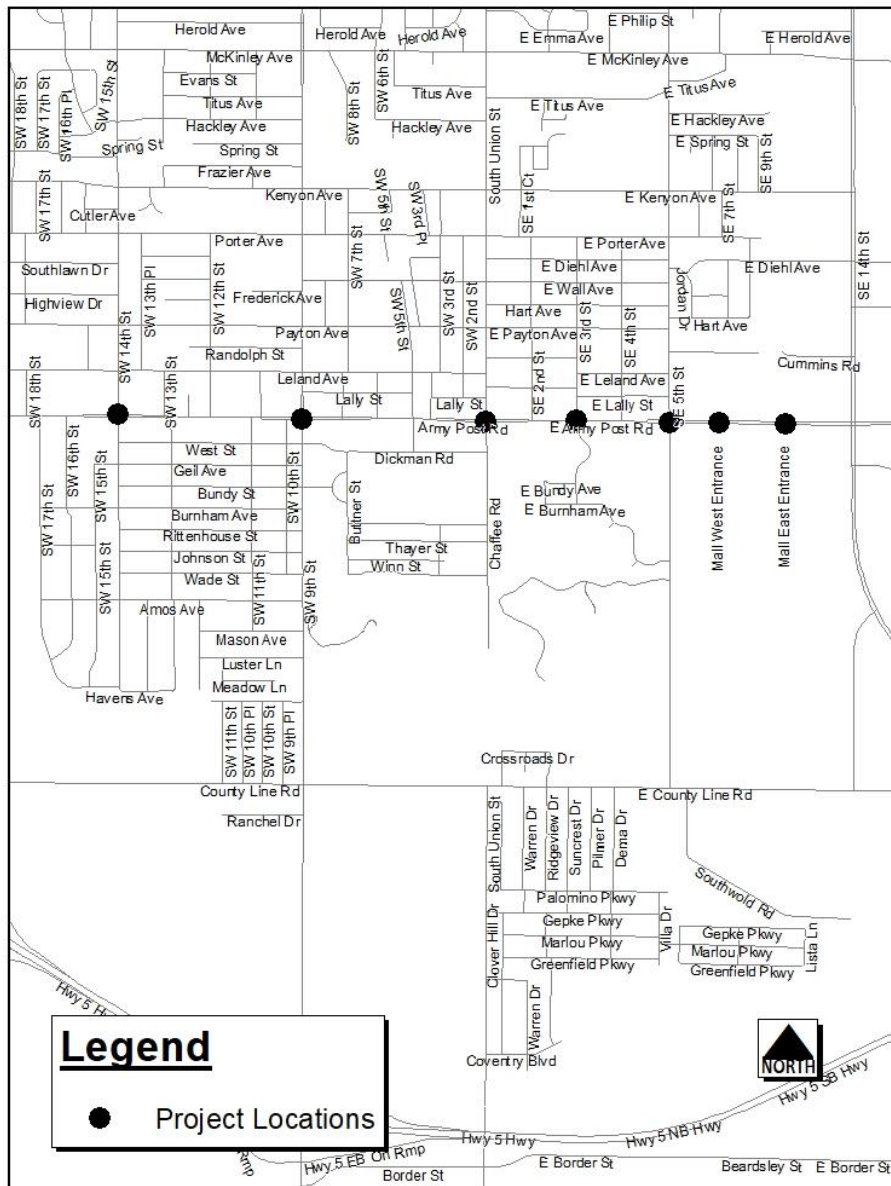 Herold Ave
Herold Ave
Herold Ave
E Philip St
E Emma Ave
E Herold Ave
McKinley Ave
E McKinley Ave
Evans St
Titus Ave
Titus Ave
E Titus Ave
E Titus Ave
Hackley Ave
Hackley Ave
E Hackley Ave
SW 18th St
SW 17th St
SW 16th Pl
SW 15th St
SW 8th St
SW 6th St
South Union St
Spring St
Spring St
E Spring St
SE 9th St
Frazier Ave
Kenyon Ave
E Kenyon Ave
SW 17th St
Cutler Ave
SW 5th St
SW 3rd Pl
SE 1st Ct
SE 7th St
Porter Ave
E Porter Ave
SW 7th St
Southlawn Dr
E Diehl Ave
E Diehl Ave
SE 14th St
SW 13th Pl
SW 12th St
Highview Dr
Frederick Ave
E Wall Ave
Jordan Dr
SW 5th St
SW 3rd St
SW 2nd St
Hart Ave
Hart Ave
SE 3rd St
SE 4th St
Payton Ave
E Payton Ave
SW 14th St
Randolph St
Cummins Rd
SW 18th St
SW 13th St
Leland Ave
E Leland Ave
SE 2nd St
SE 5th St
Lally St
Lally St
E Lally St
Army Post Rd
E Army Post Rd
SW 16th St
SW 15th St
SW 17th St
West St
Dickman Rd
Geil Ave
SW 10th St
Bundy St
E Bundy Ave
Buttner St
Chaffee Rd
Mall West Entrance
Mall East Entrance
Burnham Ave
E Burnham Ave
Rittenhouse St
Johnson St
Thayer St
Wade St
Winn St
SW 15th St
SW 11th St
SW 9th St
Amos Ave
Mason Ave
Luster Ln
Meadow Ln
Havens Ave
SW 11th St
SW 10th Pl
SW 10th St
SW 9th Pl
Crossroads Dr
County Line Rd
E County Line Rd
Ranchel Dr
South Union St
Warren Dr
Ridgeview Dr
Suncrest Dr
Pilmer Dr
Dema Dr
Southwold Rd
Palomino Pkwy
Clover Hill Dr
Gepke Pkwy
Gepke Pkwy
Villa Dr
Lista Ln
Marlou Pkwy
Marlou Pkwy
Greenfield Pkwy
Greenfield Pkwy
Warren Dr
Coventry Blvd
Hwy 5
Legend
Project Locations
NORTH
Hwy 5 SB Hwy
Hwy 5 NB Hwy
Hwy 5 Hwy
Rmp
Hwy 5 EB On Rmp
Border St
E Border St
Beardsley St
E Border St